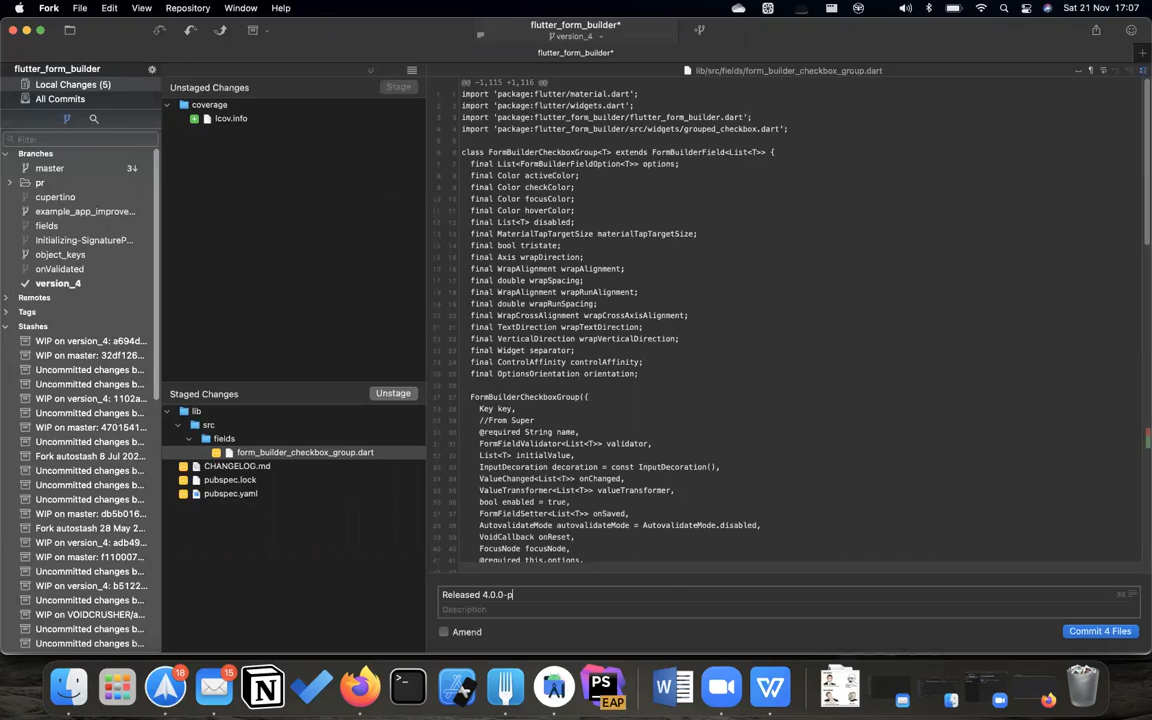 Fork File Edit View Repository Window Help Sat 21 Nov 17:07
flutter_form_builder*
version_4
flutter_form_builder*
flutter_form_builder
Local Changes (5)
All Commits
Filter
Branches
master 3↓
pr
cupertino
example_app_improve...
fields
Initializing-SignatureP...
object_keys
onValidated
version_4
Remotes
Tags
Stashes
WIP on version_4: a694d...
WIP on master: 32df126...
Uncommitted changes b...
Uncommitted changes b...
WIP on version_4: 1102a...
Uncommitted changes b...
WIP on master: 4701541...
Uncommitted changes b...
Fork autostash 8 Jul 202...
Uncommitted changes b...
Uncommitted changes b...
Uncommitted changes b...
WIP on master: db5b016...
Fork autostash 28 May 2...
WIP on version_4: adb49...
WIP on master: f110007...
Uncommitted changes b...
WIP on version_4: b5122...
Uncommitted changes b...
WIP on VOIDCRUSHER/a...
Uncommitted changes b...
Uncommitted changes b...
Unstaged Changes Stage
coverage
lcov.info
Staged Changes Unstage
lib
src
fields
form_builder_checkbox_group.dart
CHANGELOG.md
pubspec.lock
pubspec.yaml
lib/src/fields/form_builder_checkbox_group.dart
@@ -1,115 +1,116 @@
import 'package:flutter/material.dart';
import 'package:flutter/widgets.dart';
import 'package:flutter_form_builder/flutter_form_builder.dart';
import 'package:flutter_form_builder/src/widgets/grouped_checkbox.dart';
class FormBuilderCheckboxGroup<T> extends FormBuilderField<List<T>> {
final List<FormBuilderFieldOption<T>> options;
final Color activeColor;
final Color checkColor;
final Color focusColor;
final Color hoverColor;
final List<T> disabled;
final MaterialTapTargetSize materialTapTargetSize;
final bool tristate;
final Axis wrapDirection;
final WrapAlignment wrapAlignment;
final double wrapSpacing;
final WrapAlignment wrapRunAlignment;
final double wrapRunSpacing;
final WrapCrossAlignment wrapCrossAxisAlignment;
final TextDirection wrapTextDirection;
final VerticalDirection wrapVerticalDirection;
final Widget separator;
final ControlAffinity controlAffinity;
final OptionsOrientation orientation;
FormBuilderCheckboxGroup({
Key key,
//From Super
@required String name,
FormFieldValidator<List<T>> validator,
List<T> initialValue,
InputDecoration decoration = const InputDecoration(),
ValueChanged<List<T>> onChanged,
ValueTransformer<List<T>> valueTransformer,
bool enabled = true,
FormFieldSetter<List<T>> onSaved,
AutovalidateMode autovalidateMode = AutovalidateMode.disabled,
VoidCallback onReset,
FocusNode focusNode,
@required this.options,
Released 4.0.0-p
Description
Amend
Commit 4 Files
18
15
PS
EAP